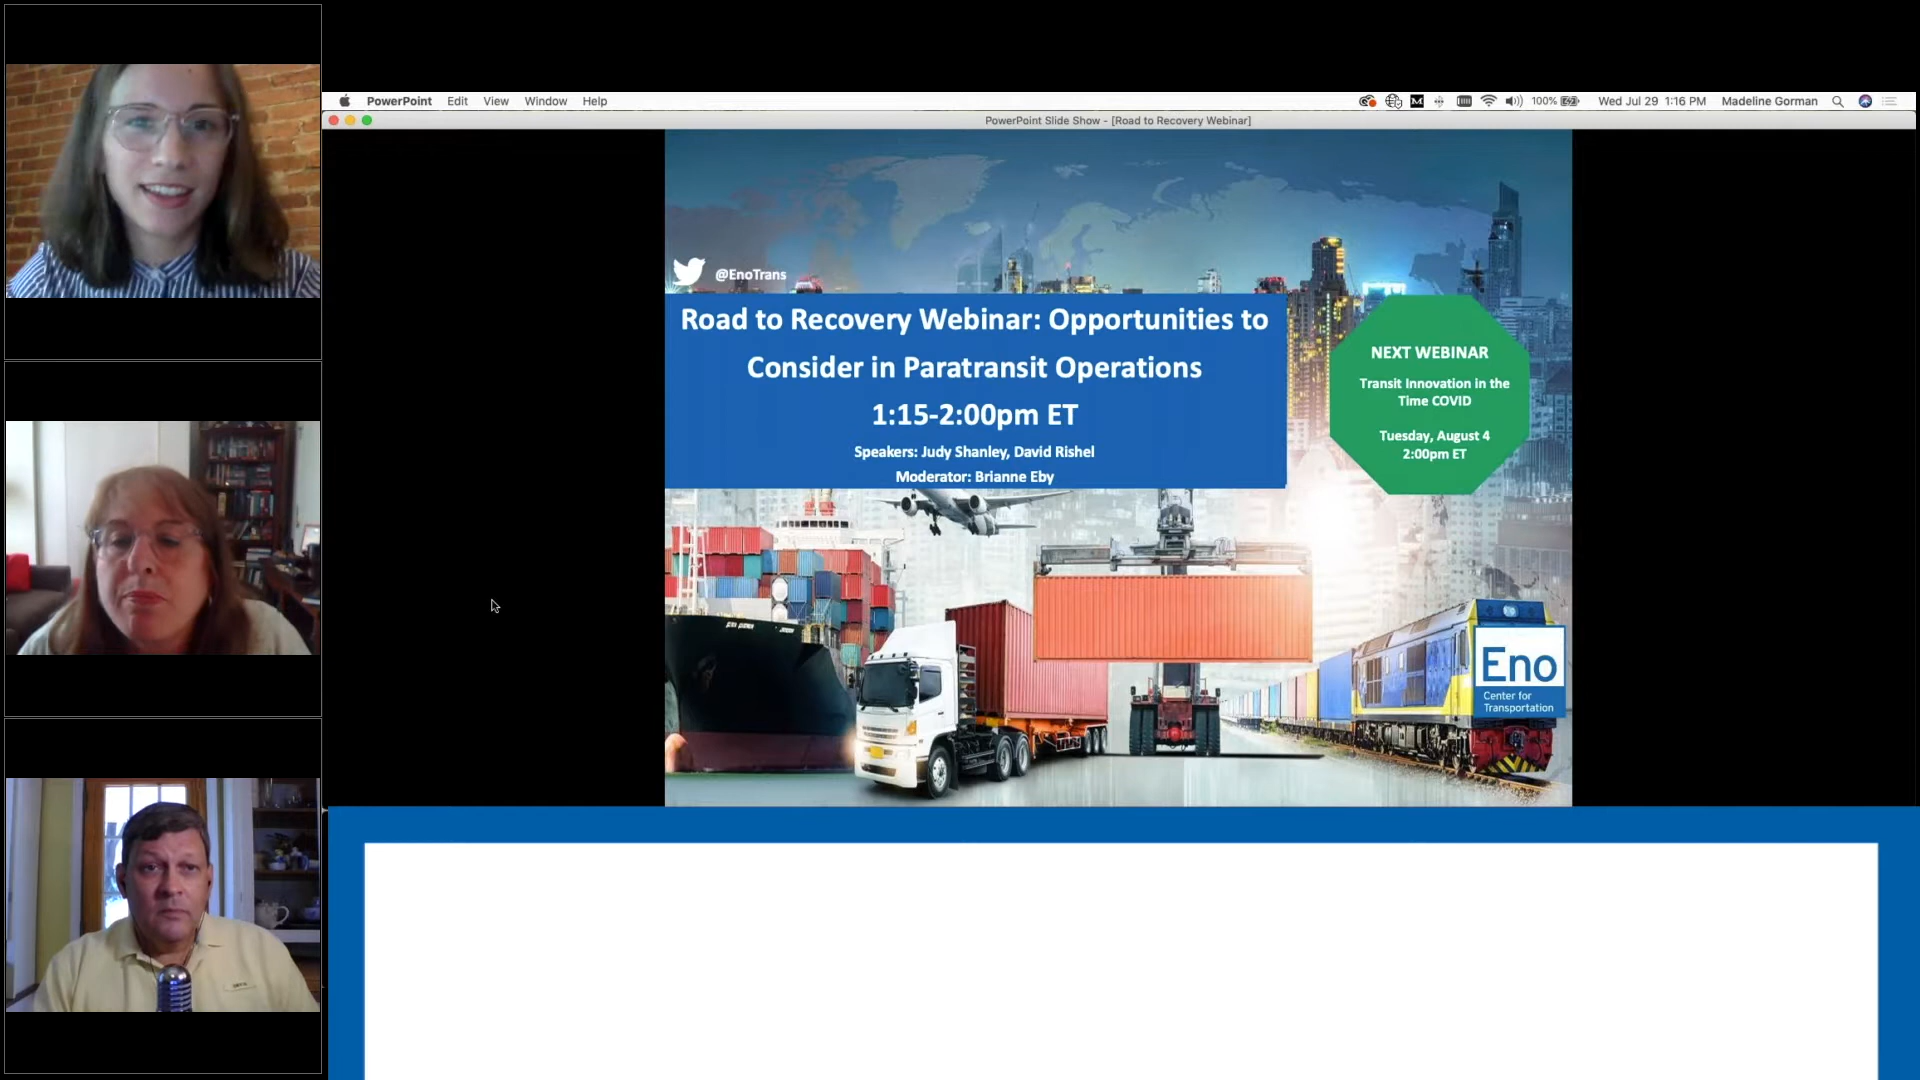 PowerPoint Edit View Window Help
100% Wed Jul 29 1:16 PM Madeline Gorman
PowerPoint Slide Show - [Road to Recovery Webinar]
@EnoTrans
Road to Recovery Webinar: Opportunities to
Consider in Paratransit Operations
1:15-2:00pm ET
Speakers: Judy Shanley, David Rishel
Moderator: Brianne Eby
NEXT WEBINAR
Transit Innovation in the
Time COVID
Tuesday, August 4
2:00pm ET
Eno
Center for
Transportation